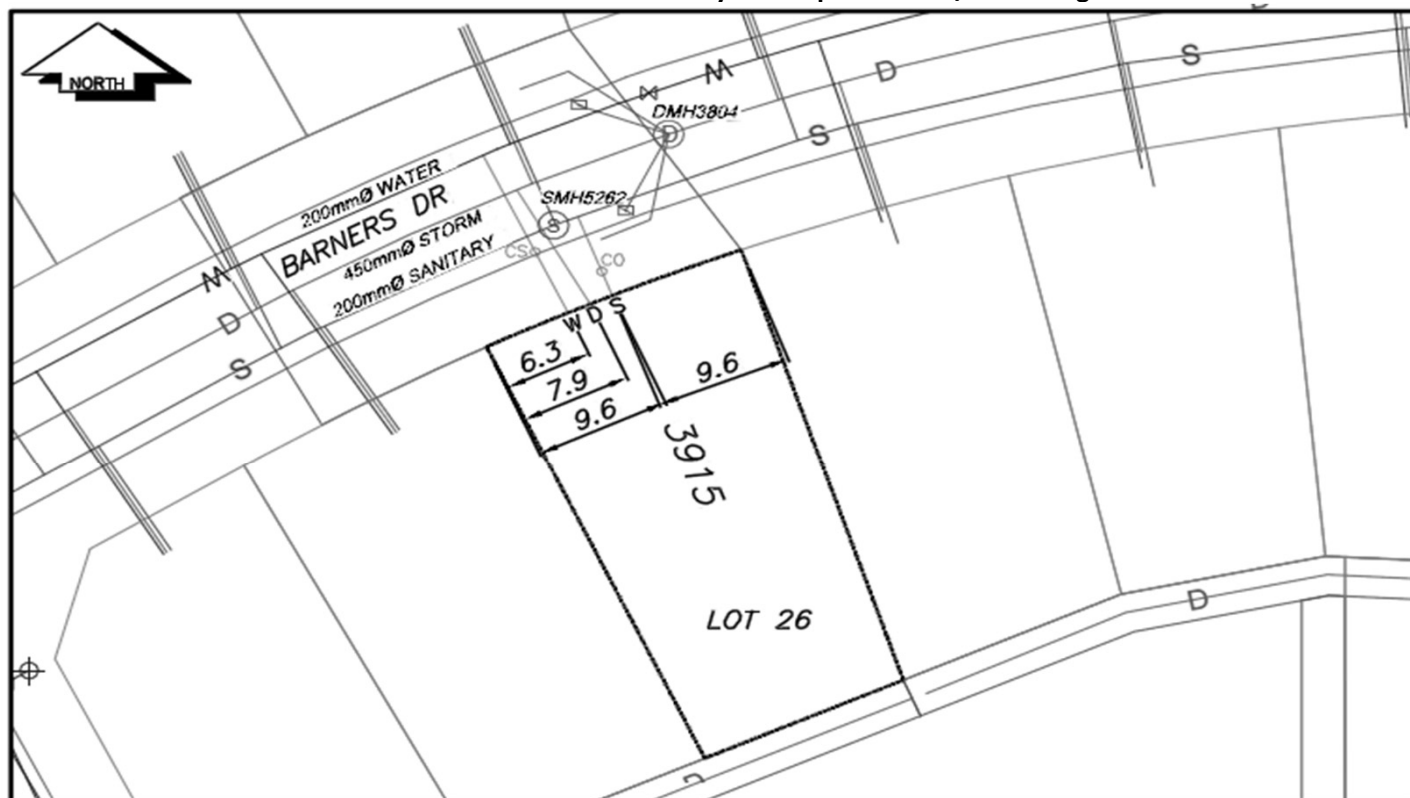 NORTH
W
D
S
DMH3804
D
S
200mmØ WATER
BARNERS DR
450mmØ STORM
200mmØ SANITARY
SMH5262
S
CS
CO
W
D
S
W D S
6.3
7.9
9.6
9.6
3915
LOT 26
D